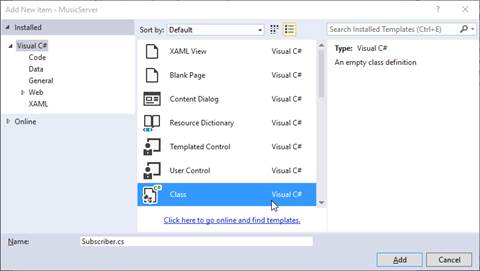 Add New Item - MusicServer
Installed
Visual C#
Code
Data
General
Web
XAML
Online
Sort by: Default
XAML View Visual C#
Blank Page Visual C#
Content Dialog Visual C#
Resource Dictionary Visual C#
Templated Control Visual C#
User Control Visual C#
C# Class Visual C#
Click here to go online and find templates.
Search Installed Templates (Ctrl+E)
Type: Visual C#
An empty class definition
Name: Subscriber.cs
Add Cancel